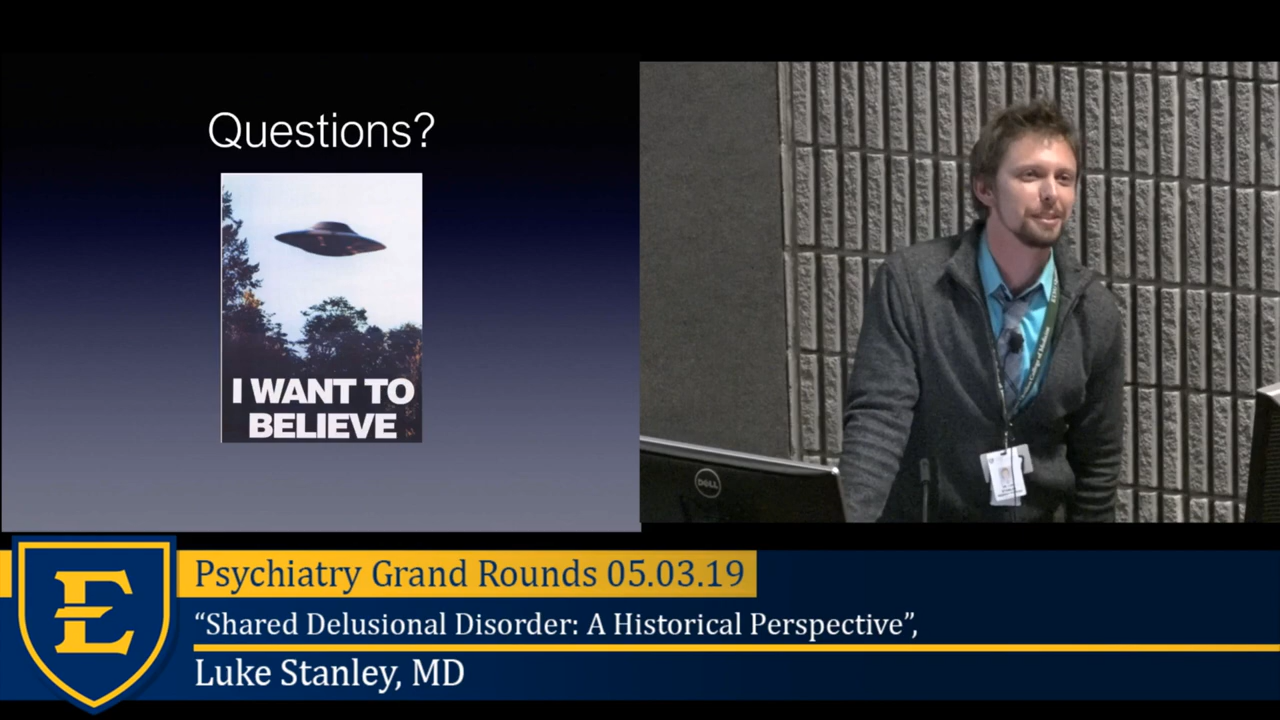 Questions?
I WANT TO
BELIEVE
DELL
E
Psychiatry Grand Rounds 05.03.19
“Shared Delusional Disorder: A Historical Perspective”,
Luke Stanley, MD